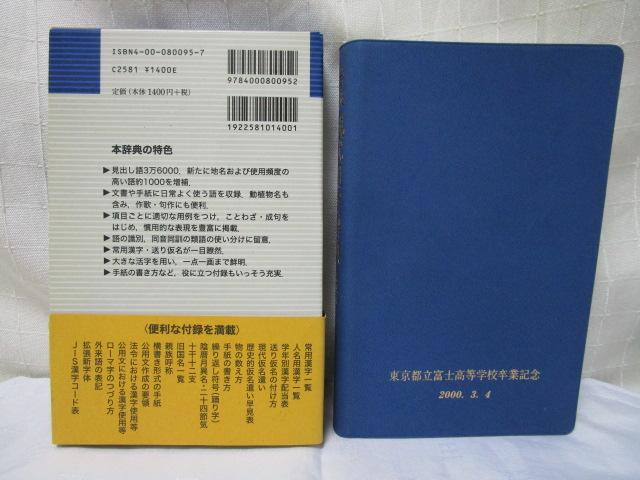 ISBN4-00-080095-7
C2581 ¥1400E
定価(本体1400円+税)
9784000800952
1922581014001
本辞典の特色
▶見出し語3万6000. 新たに地名および使用頻度の
高い語約1000を増補.
▶文書や手紙に日常よく使う語を収録. 動植物名も
含み, 作歌・句作にも便利.
▶項目ごとに適切な用例をつけ, ことわざ・成句を
はじめ, 慣用的な表現を豊富に掲載.
▶語の識別, 同音同訓の類語の使い分けに留意.
▶常用漢字・送り仮名が一目瞭然.
▶大きな活字を用い, 一点一画まで鮮明.
▶手紙の書き方など, 役に立つ付録もいっそう充実.
〈便利な付録を満載〉
常用漢字一覧
人名用漢字一覧
学年別漢字配当表
送り仮名の付け方
現代仮名遣い
歴史的仮名遣い早見表
物の数え方
手紙の書き方
繰り返し符号(踊り字)
陰暦月異名・二十四節気
十干十二支
旧国名一覧
親族呼称
横書き形式の手紙
公用文作成の要領
法令における漢字使用等
公用文における漢字使用等
ローマ字のつづり方
外来語の表記
拡張新字体
JIS漢字コード表
東京都立富士高等学校卒業記念
2000. 3. 4